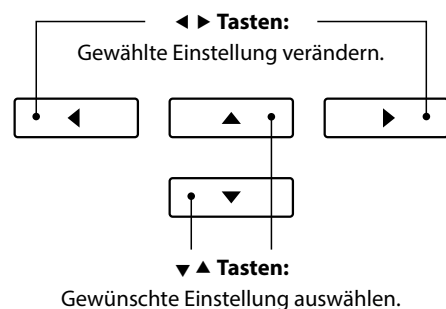 ◀ ▶ Tasten:
Gewählte Einstellung verändern.
▼ ▲ Tasten:
Gewünschte Einstellung auswählen.